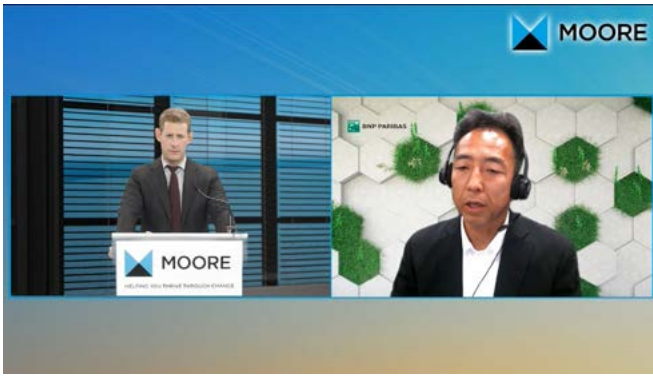 MOORE
BNP PARIBAS
MOORE
HELPING YOU THRIVE THROUGH CHANGE